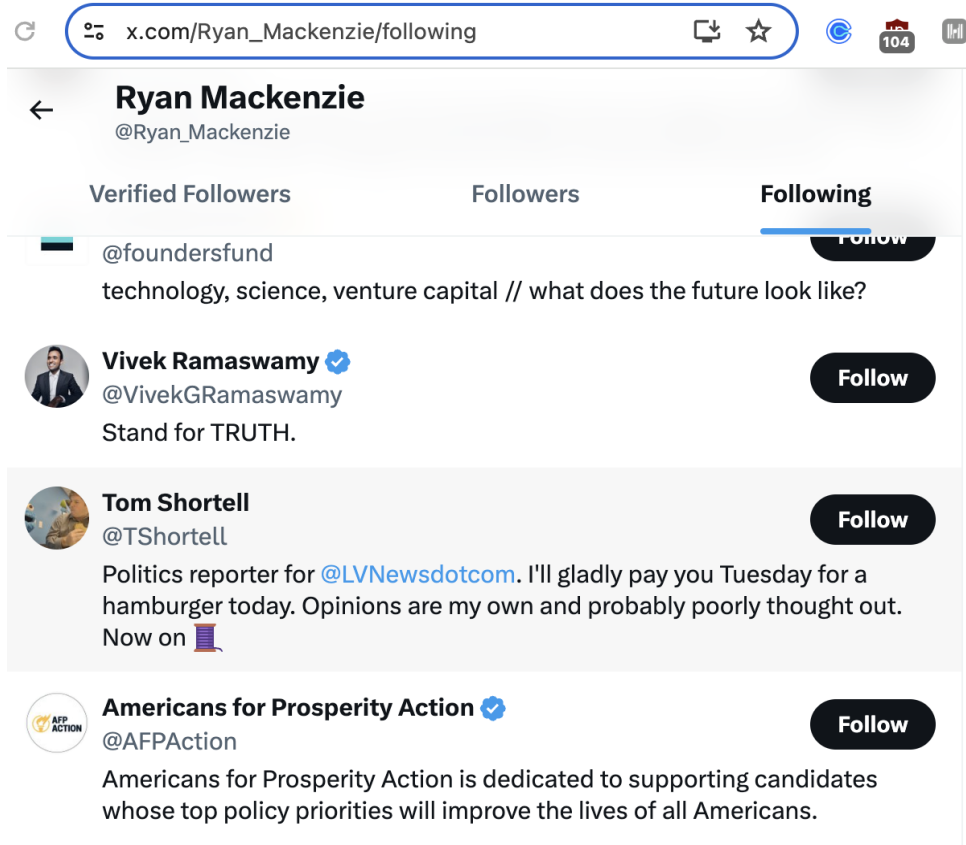 x.com/Ryan_Mackenzie/following
104
Ryan Mackenzie
@Ryan_Mackenzie
Verified Followers
Followers
Following
@foundersfund
Follow
technology, science, venture capital // what does the future look like?
Vivek Ramaswamy
@VivekGRamaswamy
Follow
Stand for TRUTH.
Tom Shortell
@TShortell
Follow
Politics reporter for @LVNewsdotcom. I'll gladly pay you Tuesday for a
hamburger today. Opinions are my own and probably poorly thought out.
Now on 🧵
AFP
ACTION
Americans for Prosperity Action
@AFPAction
Follow
Americans for Prosperity Action is dedicated to supporting candidates
whose top policy priorities will improve the lives of all Americans.